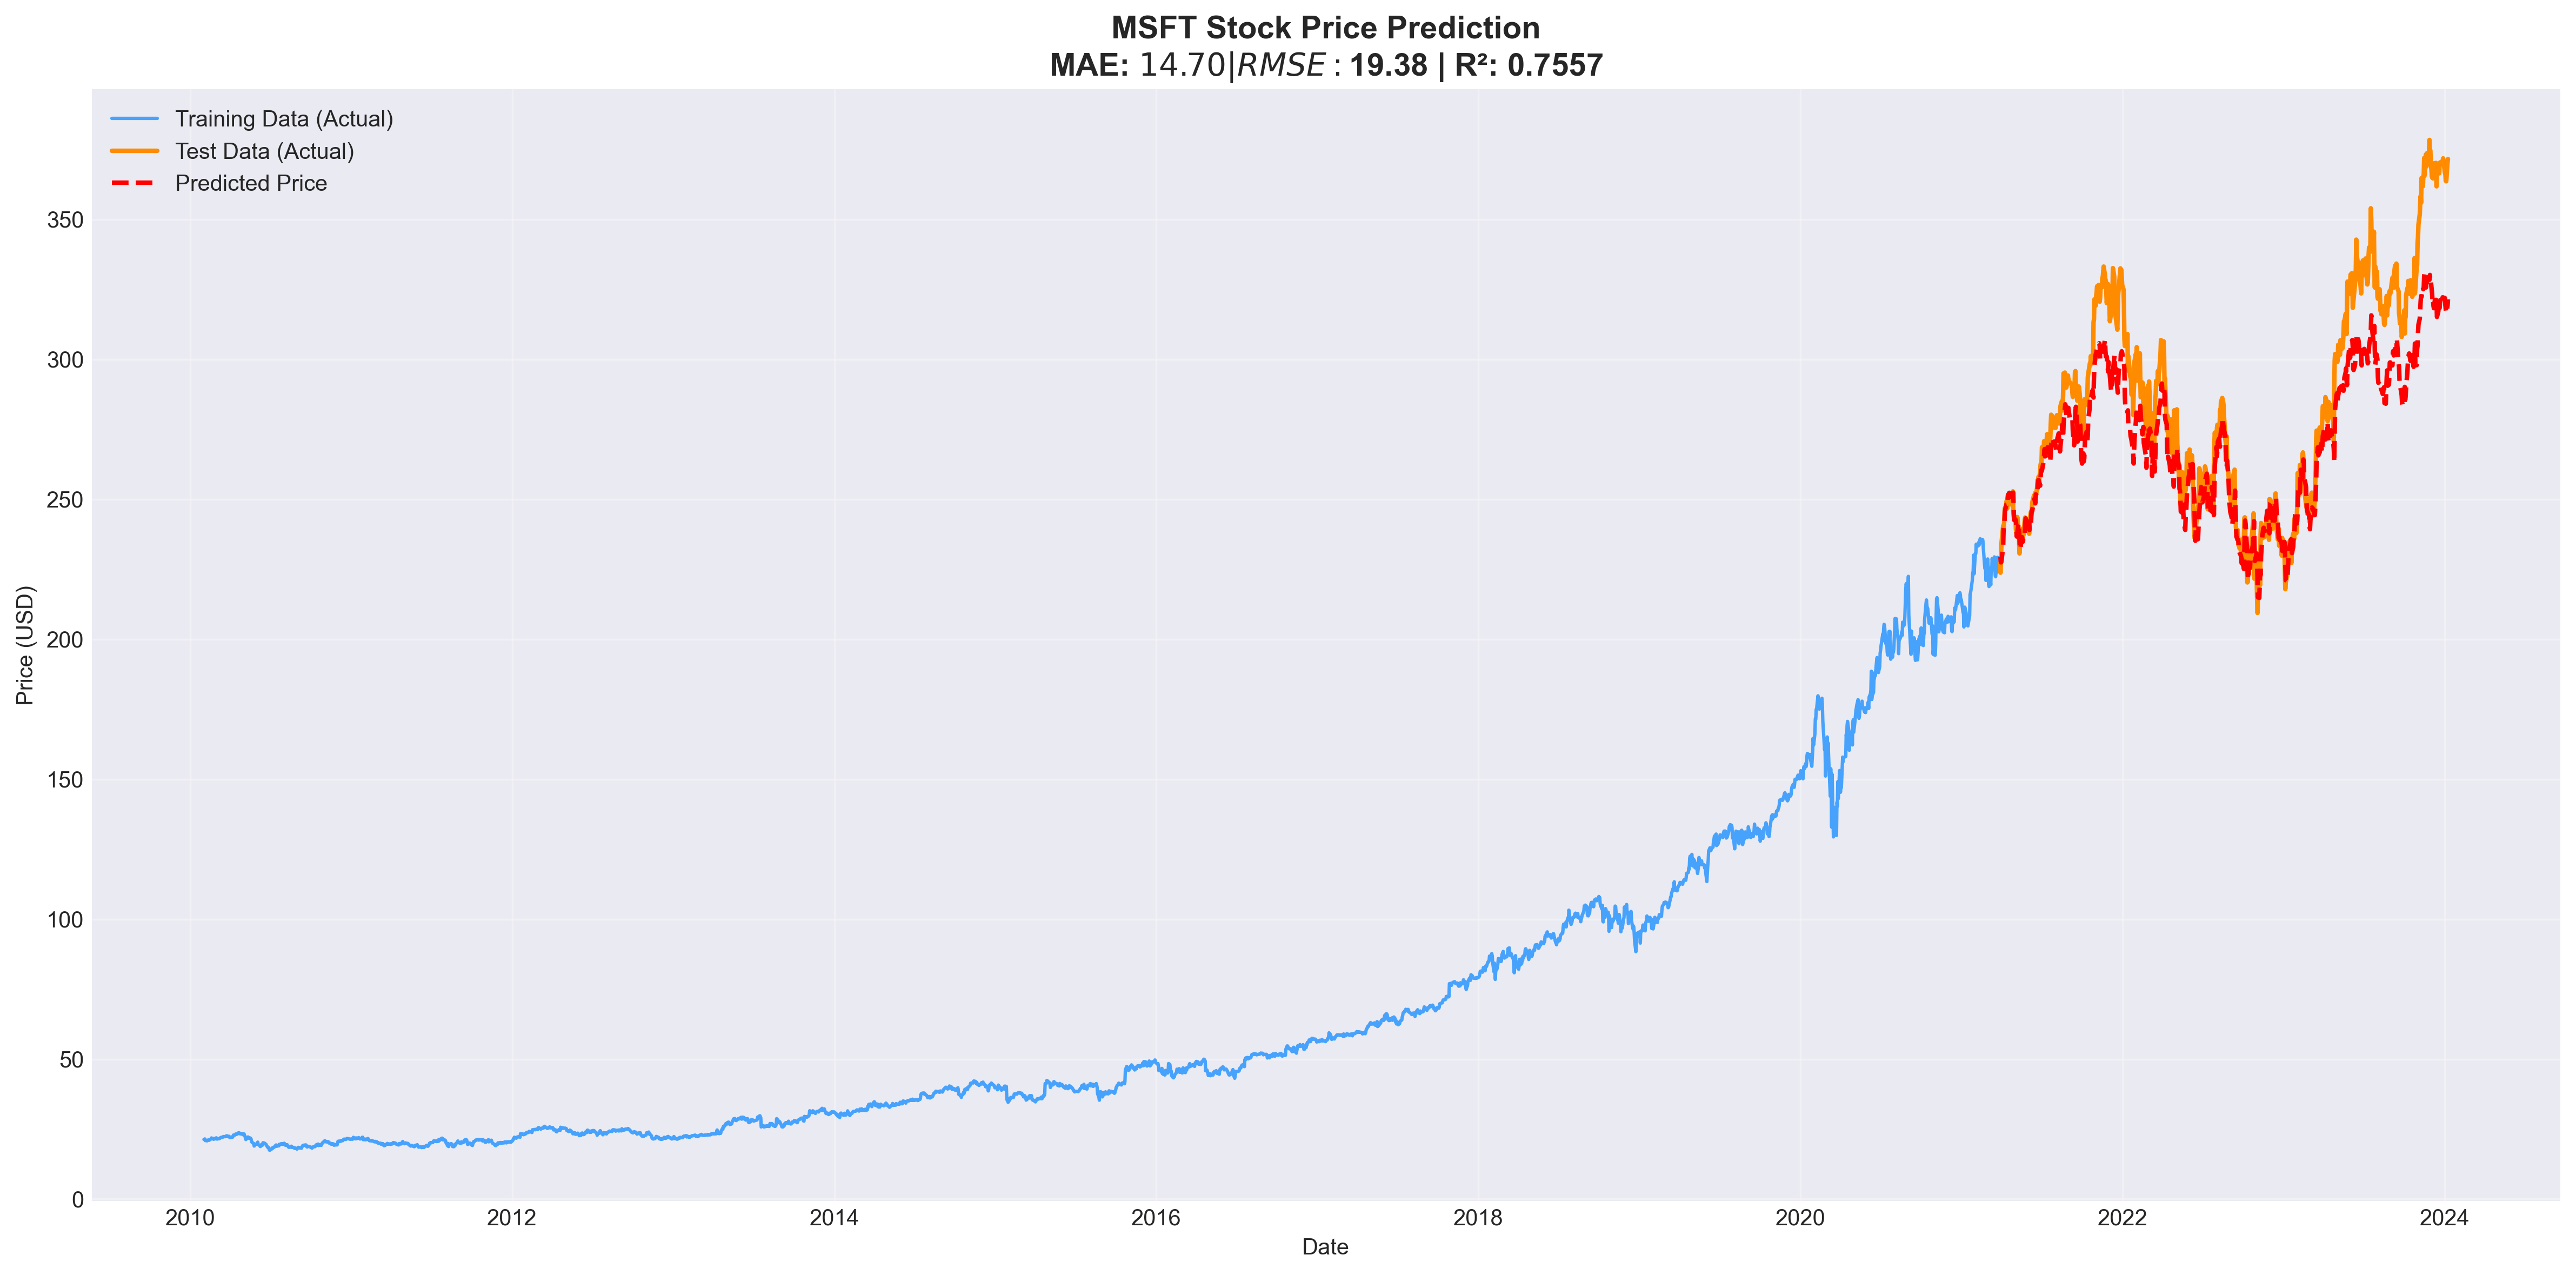 MSFT Stock Price Prediction
MAE: 14.70|RMSE:19.38 | R²: 0.7557
Training Data (Actual)
Test Data (Actual)
Predicted Price
350
300
250
200
150
100
50
0
Price (USD)
2010 2012 2014 2016 2018 2020 2022 2024
Date